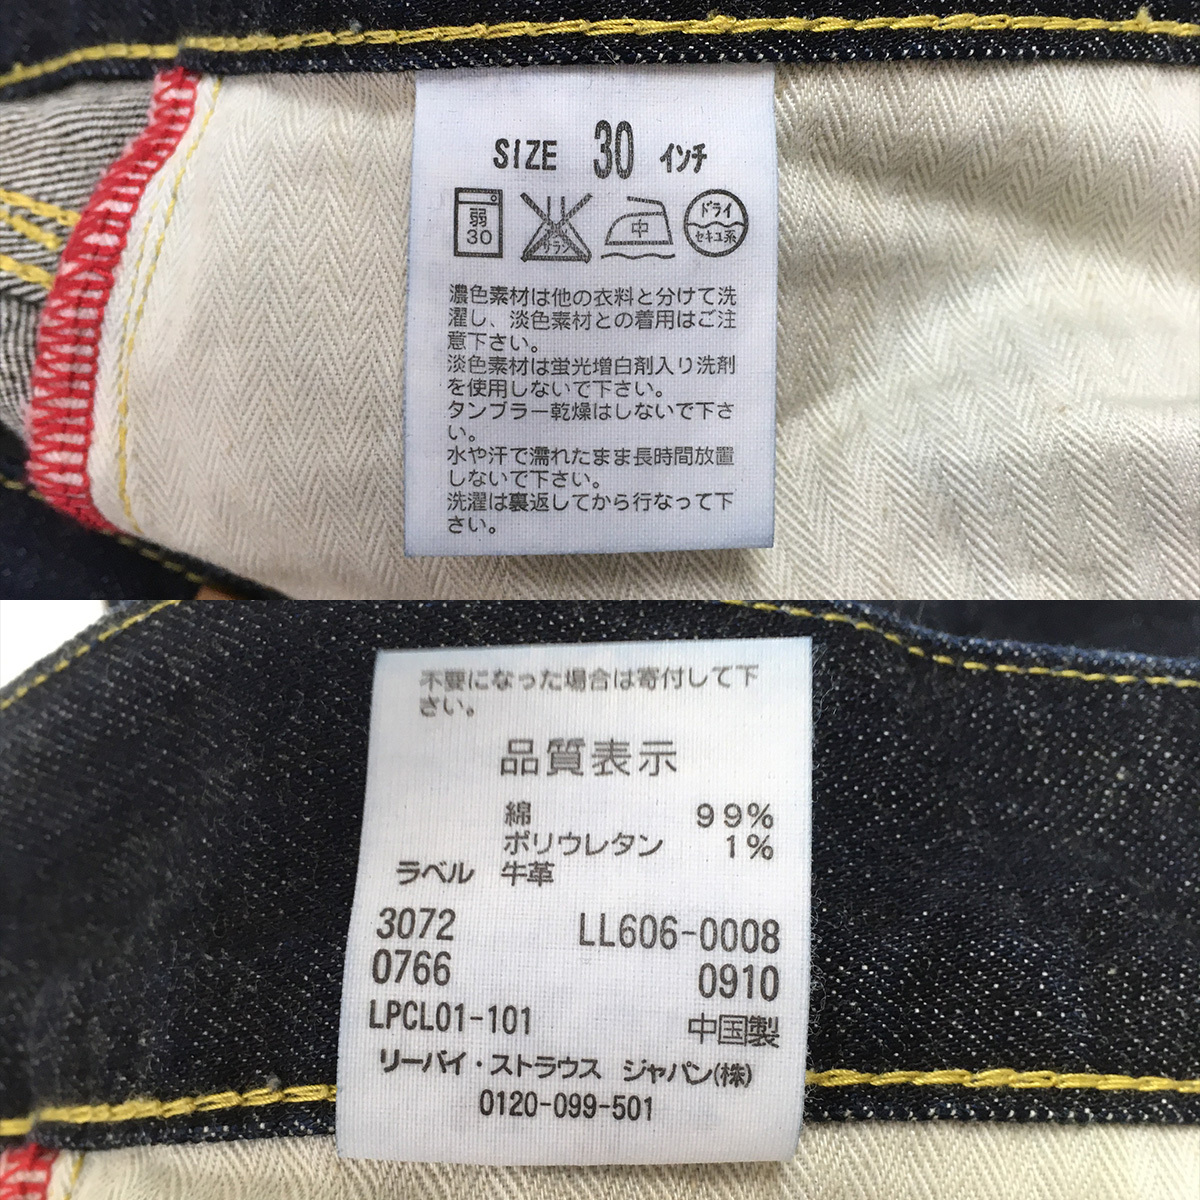 SIZE 30 インチ
弱 サラシ 中 ドライ
30 セキユ系
濃色素材は他の衣料と分けて洗
濯し、淡色素材との着用はご注
意下さい。
淡色素材は蛍光増白剤入り洗剤
を使用しないで下さい。
タンブラー乾燥はしないで下さ
い。
水や汗で濡れたまま長時間放置
しないで下さい。
洗濯は裏返してから行なって下
さい。
不要になった場合は寄付して下
さい。
品質表示
綿 99%
ポリウレタン 1%
ラベル 牛革
3072 LL606-0008
0766 0910
LPCL01-101 中国製
リーバイ・ストラウス ジャパン(株)
0120-099-501